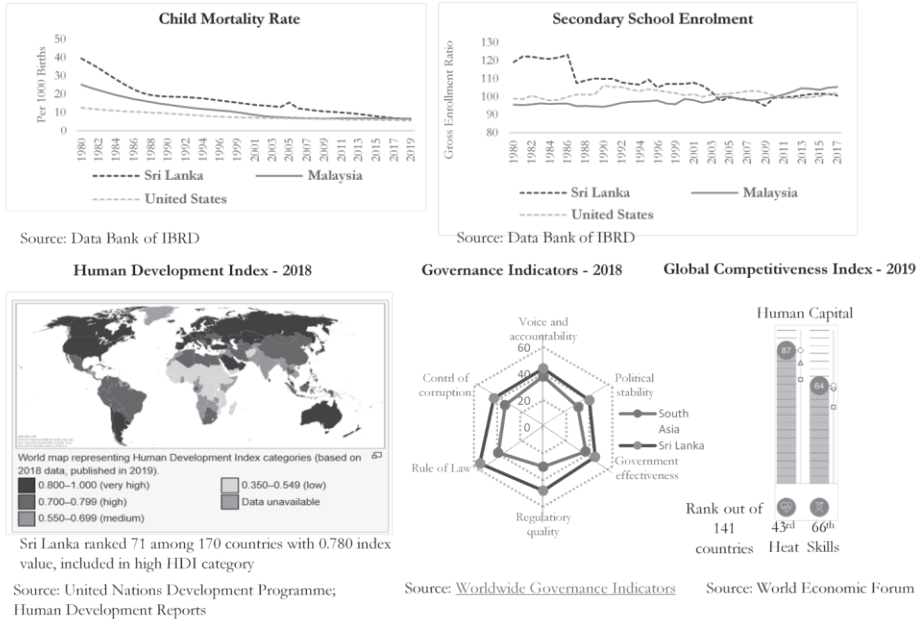 Child Mortality Rate
Per 1000 Births
50
40
30
20
10
0
1980 1982 1984 1986 1988 1990 1992 1994 1996 1999 2001 2003 2005 2007 2009 2011 2013 2015 2017 2019
Sri Lanka Malaysia
United States
Source: Data Bank of IBRD
Secondary School Enrolment
Gross Enrollment Ratio
130
120
110
100
90
80
1980 1982 1984 1986 1988 1990 1992 1994 1996 1999 2001 2003 2005 2007 2009 2011 2013 2015 2017
Sri Lanka Malaysia
United States
Source: Data Bank of IBRD
Human Development Index - 2018
World map representing Human Development Index categories (based on
2018 data, published in 2019).
0.800–1.000 (very high) 0.350–0.549 (low)
0.700–0.799 (high) Data unavailable
0.550–0.699 (medium)
Sri Lanka ranked 71 among 170 countries with 0.780 index
value, included in high HDI category
Source: United Nations Development Programme;
Human Development Reports
Governance Indicators - 2018
Voice and
accountability
60
40
20
0
Political
stability
Government
effectiveness
Regulatiory
quality
Rule of Law
Contrl of
corruption
South
Asia
Sri Lanka
Source: Worldwide Governance Indicators
Global Competitiveness Index - 2019
Human Capital
87
64
Rank out of
141
countries
43rd 66th
Heat Skills
Source: World Economic Forum